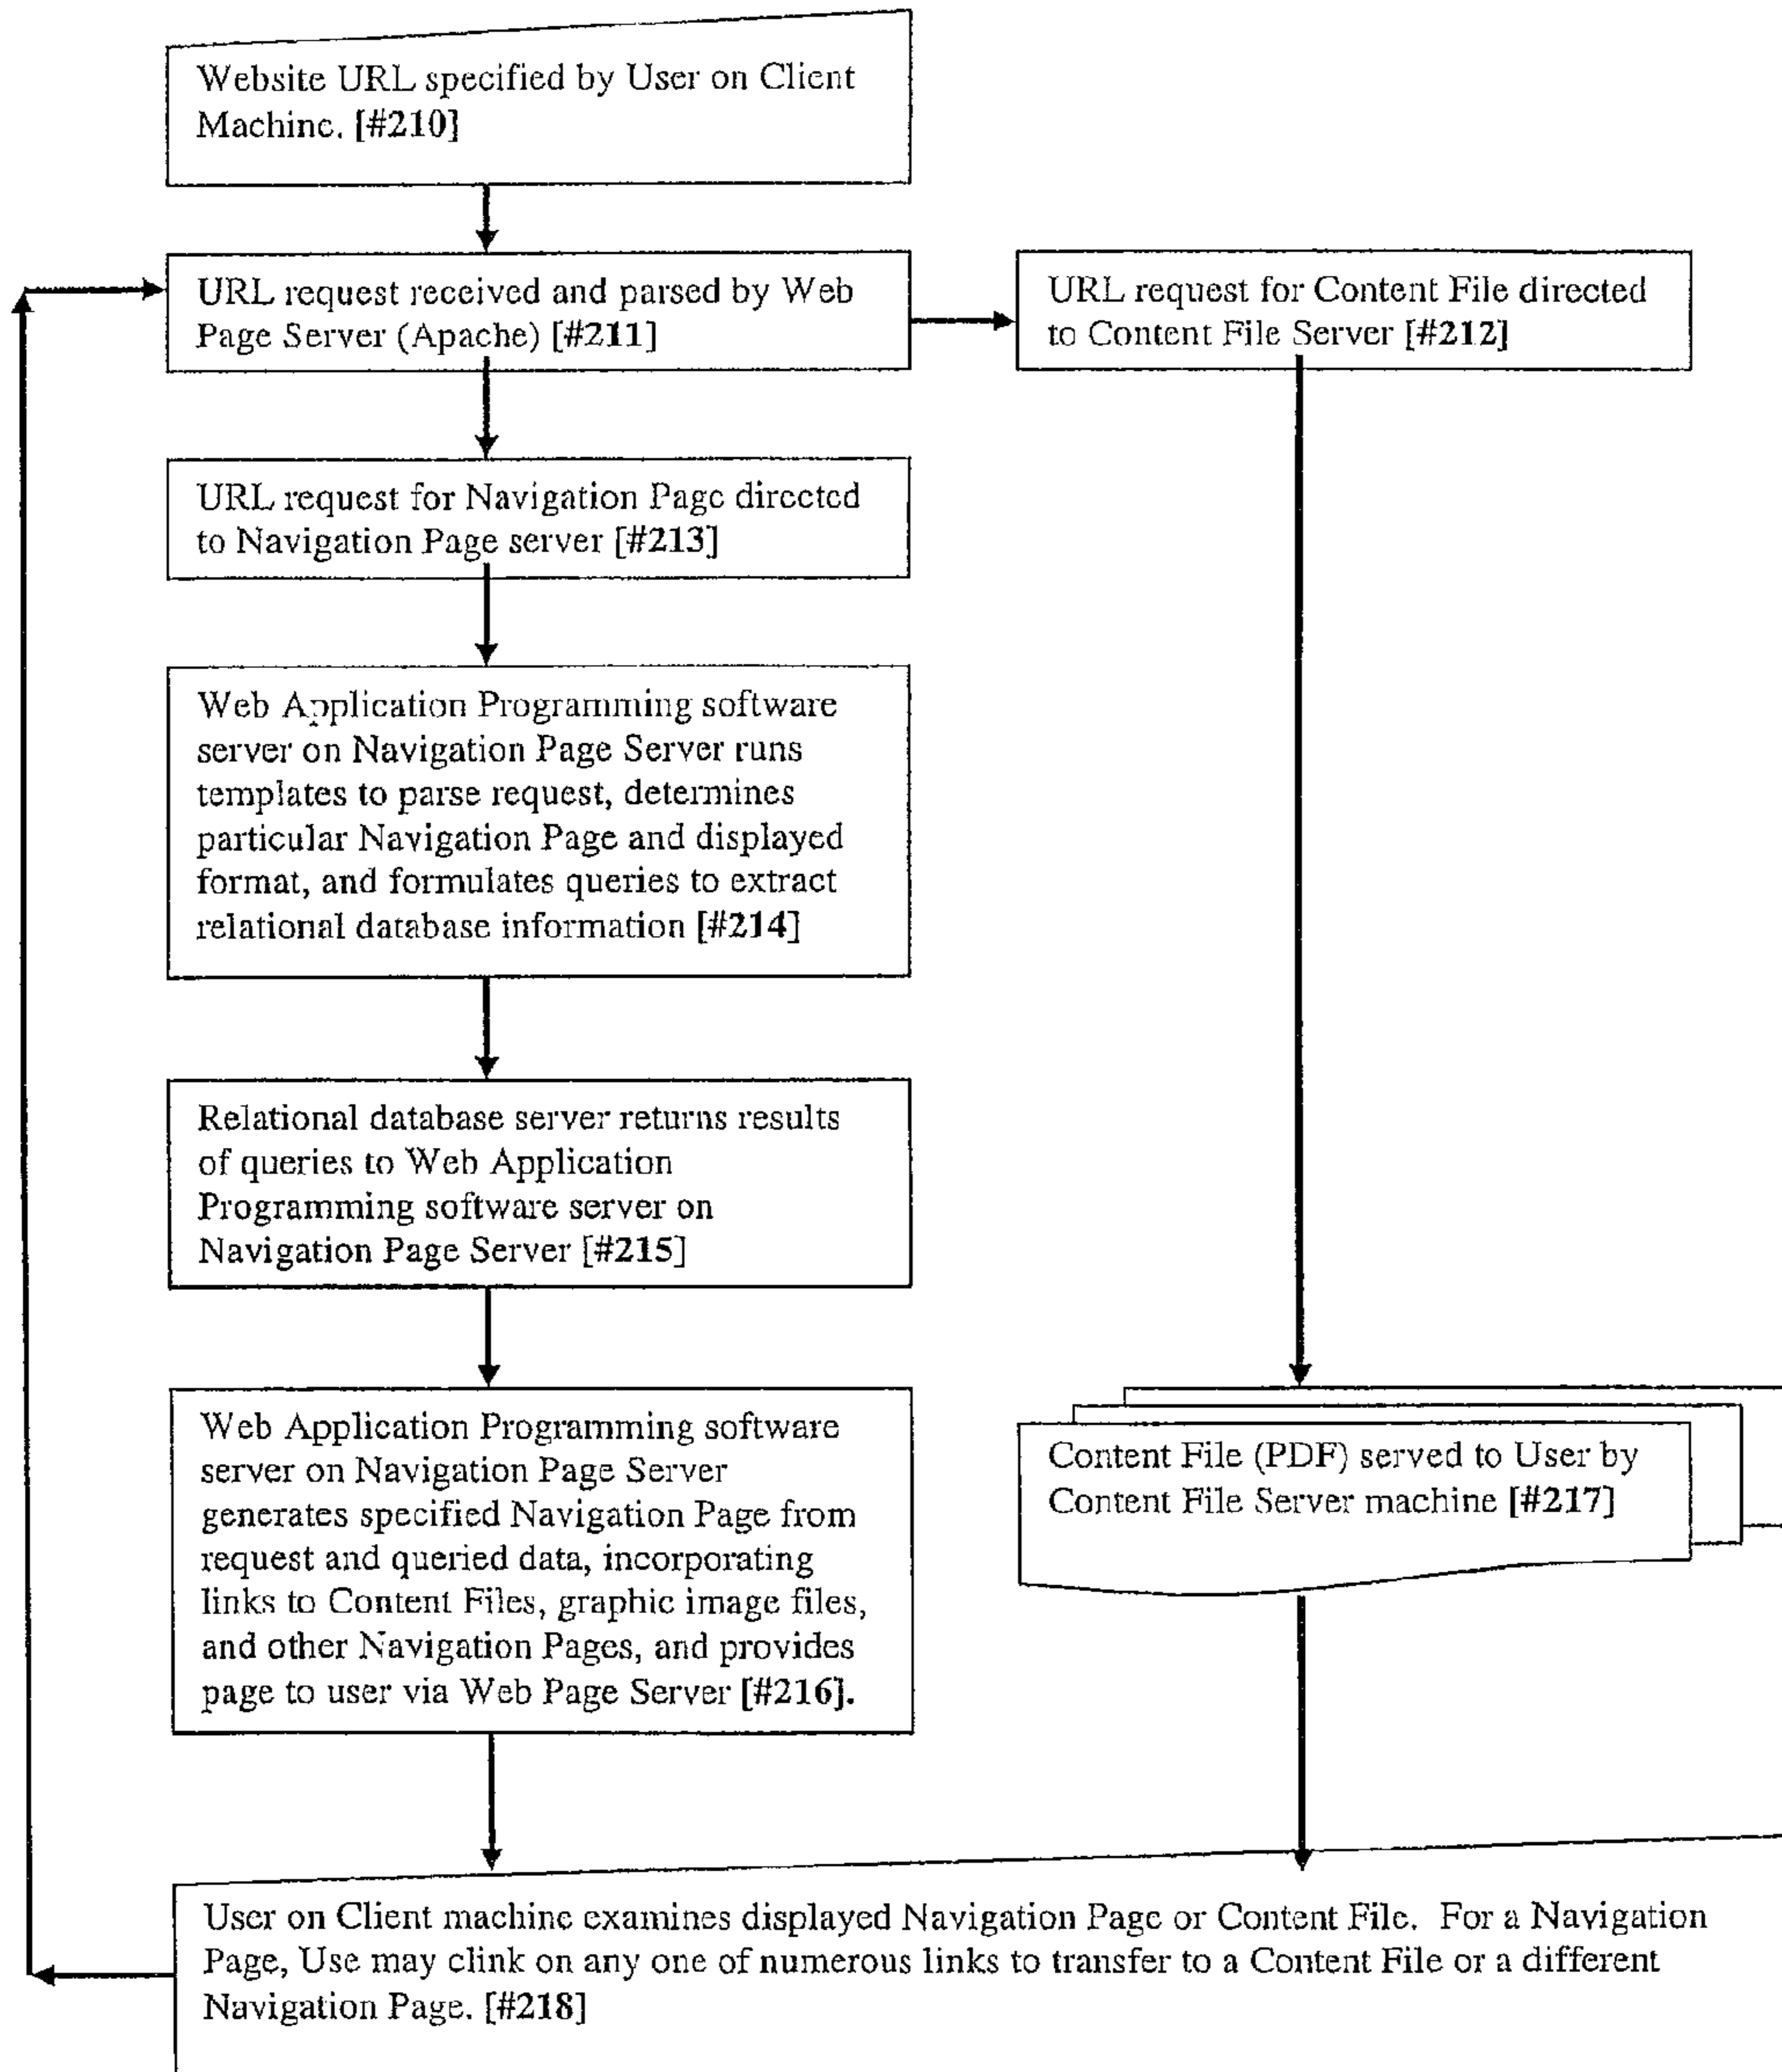 Website URL specified by User on Client
Machine. [#210]
URL request received and parsed by Web
Page Server (Apache) [#211]
URL request for Content File directed
to Content File Server [#212]
URL request for Navigation Page directed
to Navigation Page server [#213]
Web Application Programming software
server on Navigation Page Server runs
templates to parse request, determines
particular Navigation Page and displayed
format, and formulates queries to extract
relational database information [#214]
Relational database server returns results
of queries to Web Application
Programming software server on
Navigation Page Server [#215]
Web Application Programming software
server on Navigation Page Server
generates specified Navigation Page from
request and queried data, incorporating
links to Content Files, graphic image files,
and other Navigation Pages, and provides
page to user via Web Page Server [#216].
Content File (PDF) served to User by
Content File Server machine [#217]
User on Client machine examines displayed Navigation Page or Content File. For a Navigation
Page, Use may clink on any one of numerous links to transfer to a Content File or a different
Navigation Page. [#218]